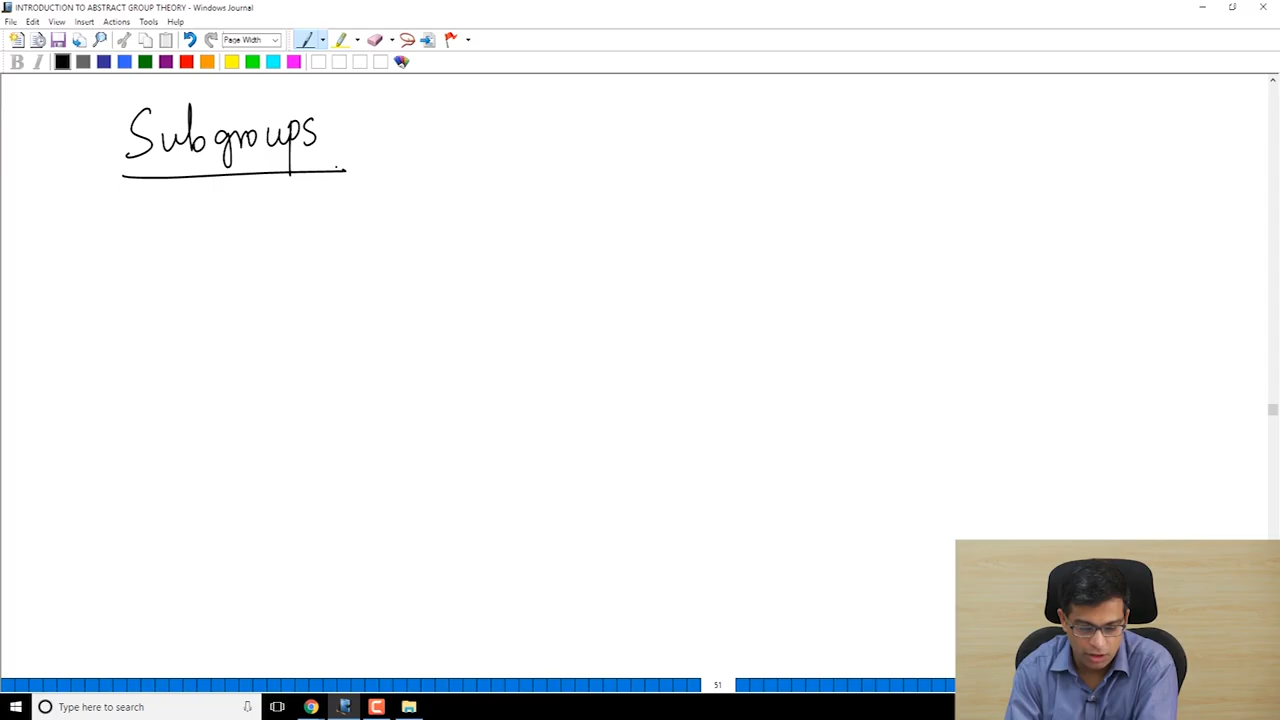 INTRODUCTION TO ABSTRACT GROUP THEORY - Windows Journal
File Edit View Insert Actions Tools Help
Page Width
B I
Subgroups
51
Type here to search